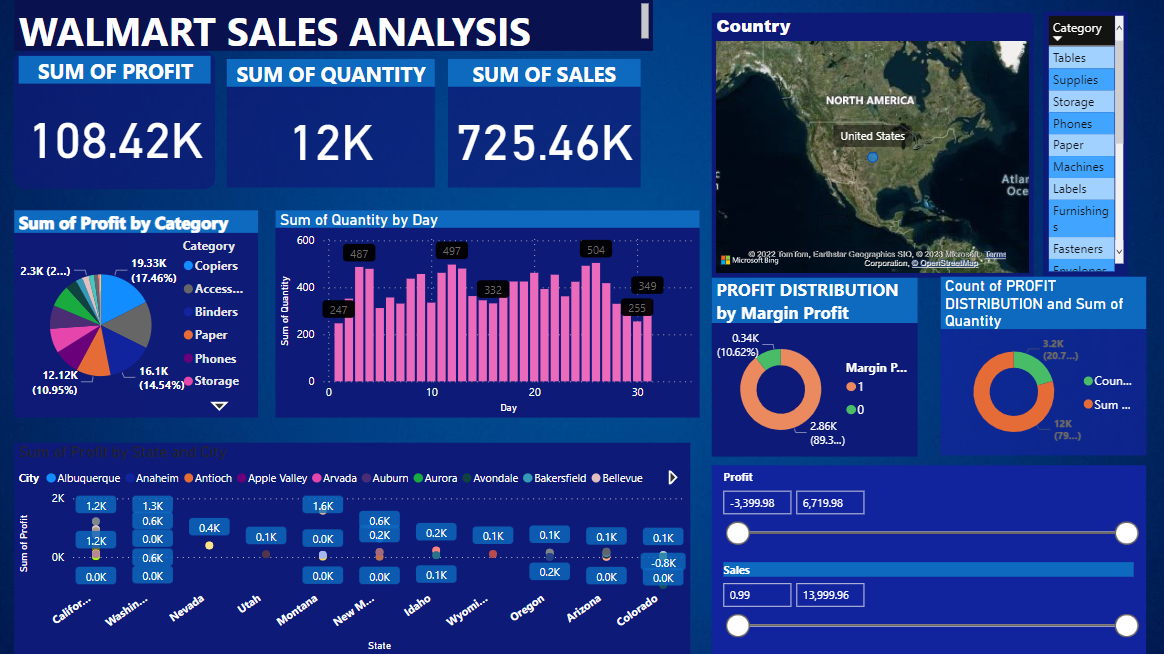 WALMART SALES ANALYSIS
SUM OF PROFIT
108.42K
SUM OF QUANTITY
12K
SUM OF SALES
725.46K
Country
NORTH AMERICA
United States
Atlan
Oce
Microsoft Bing
© 2022 TomTom, Earthstar Geographics SIO, © 2023 Microsoft Corporation, © OpenStreetMap Terms
Category
Tables
Supplies
Storage
Phones
Paper
Machines
Labels
Furnishing
s
Fasteners
Envelopes
Sum of Profit by Category
Category
Copiers
Access...
Binders
Paper
Phones
Storage
19.33K
(17.46%)
16.1K
(14.54%)
12.12K
(10.95%)
2.3K (2...)
Sum of Quantity by Day
Sum of Quantity
600
400
200
0
247
487
497
332
504
255
349
0
10
20
30
Day
PROFIT DISTRIBUTION
by Margin Profit
0.34K
(10.62%)
2.86K
(89.3...)
Margin P...
1
0
Count of PROFIT
DISTRIBUTION and Sum of
Quantity
3.2K
(20.7...)
12K
(79...)
Coun...
Sum ...
Sum of Profit by State and City
City
Albuquerque
Anaheim
Antioch
Apple Valley
Arvada
Auburn
Aurora
Avondale
Bakersfield
Bellevue
Sum of Profit
2K
0K
1.2K
1.2K
0.0K
1.3K
0.6K
0.0K
0.6K
0.0K
0.4K
0.1K
1.6K
0.0K
0.0K
0.6K
0.2K
0.0K
0.2K
0.1K
0.1K
0.1K
0.2K
0.1K
0.0K
0.1K
-0.8K
0.0K
Califor...
Washin...
Nevada
Utah
Montana
New M...
Idaho
Wyomi...
Oregon
Arizona
Colorado
State
Profit
-3,399.98
6,719.98
Sales
0.99
13,999.96